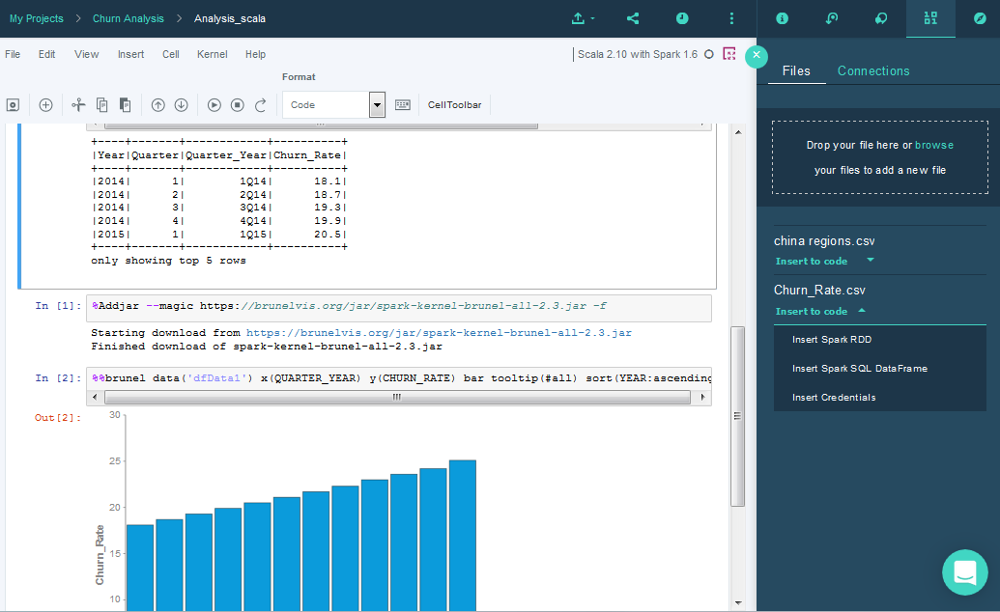 My Projects > Churn Analysis > Analysis_scala
File Edit View Insert Cell Kernel Help
Scala 2.10 with Spark 1.6
Format
Code
CellToolbar
+----+-------+------------+----------+
|Year|Quarter|Quarter_Year|Churn_Rate|
+----+-------+------------+----------+
|2014| 1| 1Q14| 18.1|
|2014| 2| 2Q14| 18.7|
|2014| 3| 3Q14| 19.3|
|2014| 4| 4Q14| 19.9|
|2015| 1| 1Q15| 20.5|
+----+-------+------------+----------+
only showing top 5 rows
In [1]: %Addjar --magic https://brunelvis.org/jar/spark-kernel-brunel-all-2.3.jar -f
Starting download from https://brunelvis.org/jar/spark-kernel-brunel-all-2.3.jar
Finished download of spark-kernel-brunel-all-2.3.jar
In [2]: %%brunel data('dfData1') x(QUARTER_YEAR) y(CHURN_RATE) bar tooltip(#all) sort(YEAR:ascending
Out[2]:
30
25
20
15
10
Churn_Rate
Files Connections
Drop your file here or browse
your files to add a new file
china regions.csv
Insert to code
Churn_Rate.csv
Insert to code
Insert Spark RDD
Insert Spark SQL DataFrame
Insert Credentials